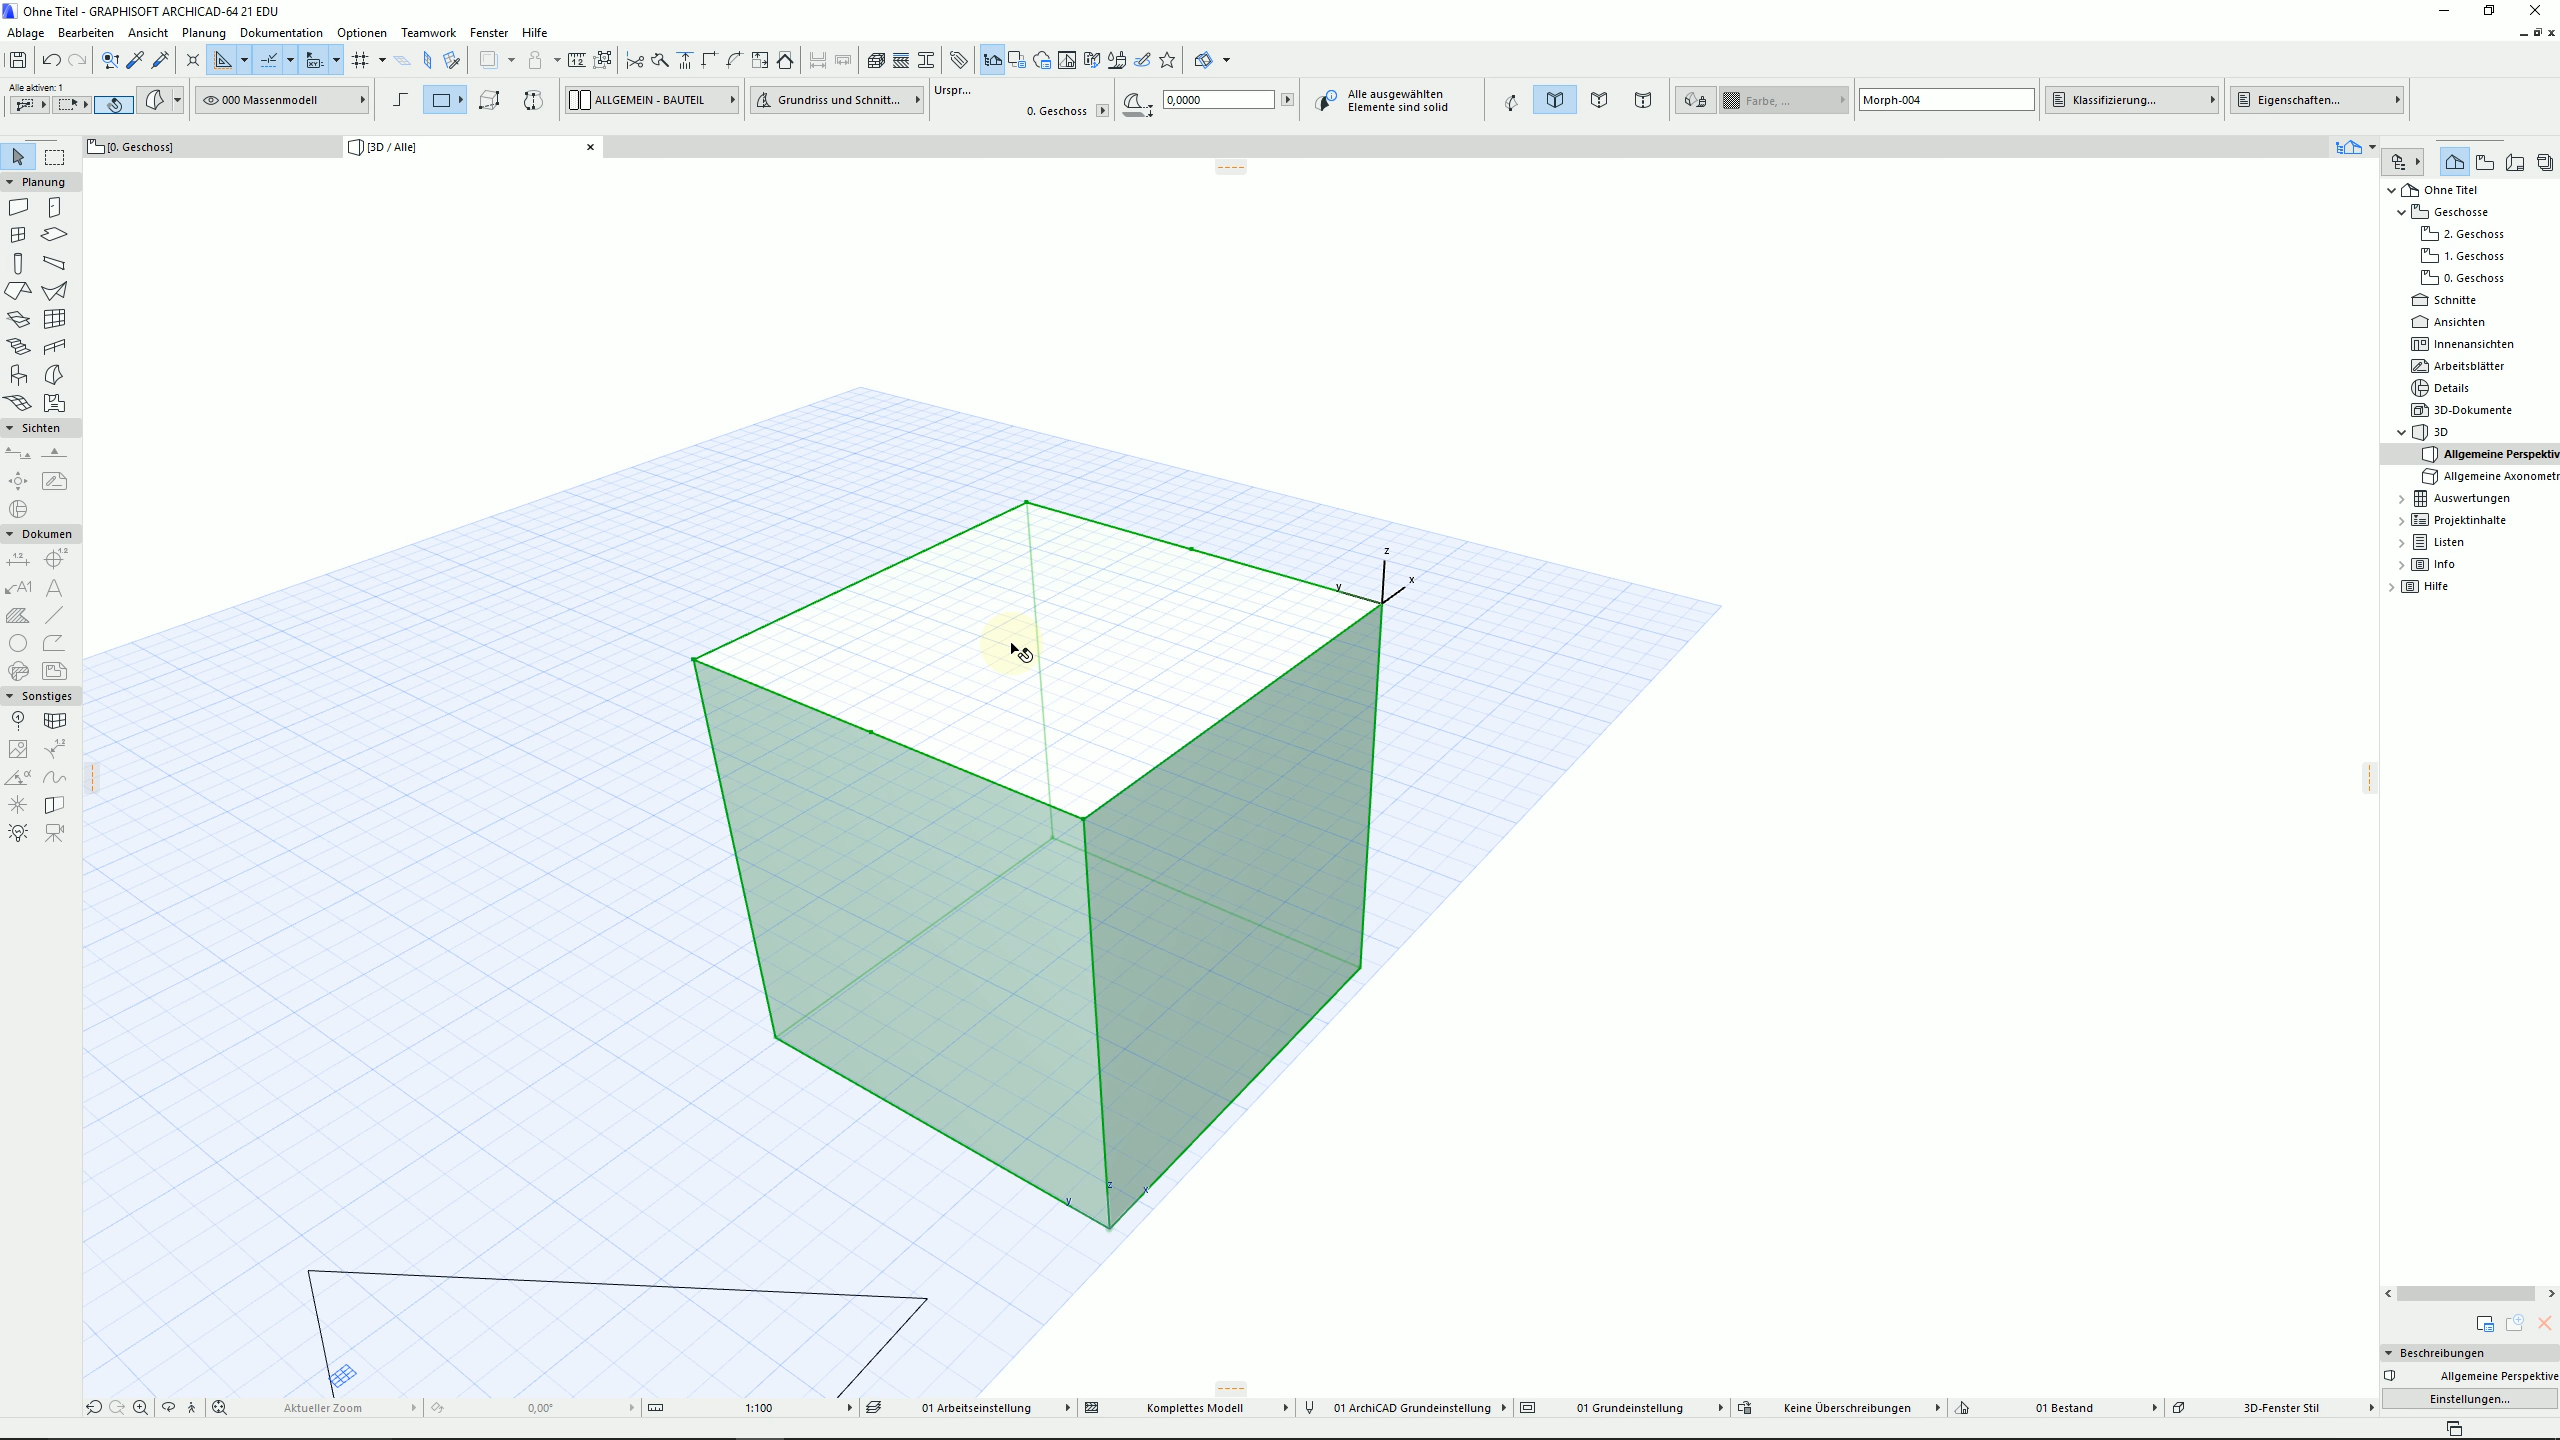 Ohne Titel - GRAPHISOFT ARCHICAD-64 21 EDU
Ablage Bearbeiten Ansicht Planung Dokumentation Optionen Teamwork Fenster Hilfe
Alle aktiven: 1
000 Massenmodell
ALLGEMEIN - BAUTEIL
Grundriss und Schnitt...
Urspr...
0. Geschoss
0,0000
Alle ausgewählten
Elemente sind solid
Farbe, ...
Morph-004
Klassifizierung...
Eigenschaften...
[0. Geschoss]
[3D / Alle]
Planung
Sichten
Dokumen
Sonstiges
Ohne Titel
Geschosse
2. Geschoss
1. Geschoss
0. Geschoss
Schnitte
Ansichten
Innenansichten
Arbeitsblätter
Details
3D-Dokumente
3D
Allgemeine Perspektiv
Allgemeine Axonometr
Auswertungen
Projektinhalte
Listen
Info
Hilfe
z
y
x
y
z
x
Beschreibungen
Allgemeine Perspektive
Einstellungen...
Aktueller Zoom
0,00°
1:100
01 Arbeitseinstellung
Komplettes Modell
01 ArchiCAD Grundeinstellung
01 Grundeinstellung
Keine Überschreibungen
01 Bestand
3D-Fenster Stil